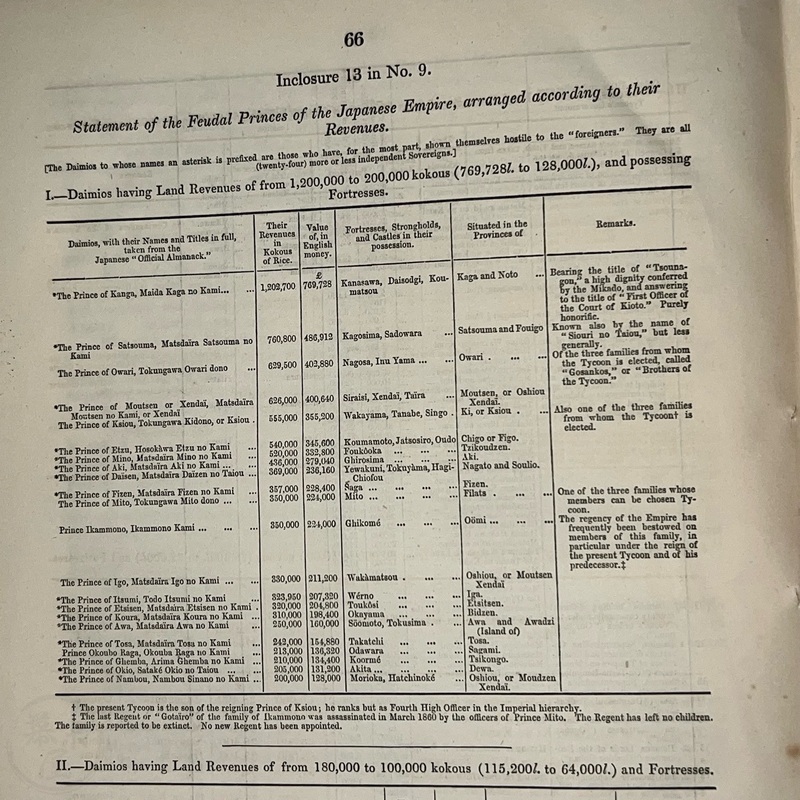 66
Inclosure 13 in No. 9.
Statement of the Feudal Princes of the Japanese Empire, arranged according to their
Revenues.
[The Daimios to whose names an asterisk is prefixed are those who have, for the most part, shown themselves hostile to the "foreigners." They are all
(twenty-four) more or less independent Sovereigns.]
I.—Daimios having Land Revenues of from 1,200,000 to 200,000 kokous (769,728l. to 128,000l.), and possessing
Fortresses.
Daimios, with their Names and Titles in full, taken from the Japanese "Official Almanack." Their Revenues in Kokous of Rice. Value of, in English money. Fortresses, Strongholds, and Castles in their possession. Situated in the Provinces of Remarks.
£
*The Prince of Kanga, Maida Kaga no Kami... ... 1,202,700 769,728 Kanasawa, Daisodgi, Koumatsou Kaga and Noto ... Bearing the title of "Tsounagon," a high dignity conferred by the Mikado, and answering to the title of "First Officer of the Court of Kioto." Purely honorific.
*The Prince of Satsouma, Matsdaïra Satsouma no Kami 760,800 486,912 Kagosima, Sadowara ... Satsouma and Fouigo Known also by the name of "Siouri no Taiou," but less generally.
The Prince of Owari, Tokungawa Owari dono ... 629,500 402,880 Nagosa, Inu Yama ... ... Owari . ... ... Of the three families from whom the Tycoon is elected, called "Gosankos," or "Brothers of the Tycoon."
*The Prince of Moutsen or Xendaï, Matsdaïra Moutsen no Kami, or Xendaï 626,000 400,640 Siraisi, Xendaï, Taïra ... Moutsen, or Oshiou Xendaï.
The Prince of Ksiou, Tokungawa Kidono, or Ksiou . 555,000 355,200 Wakayama, Tanabe, Singo . Ki, or Ksiou . ... Also one of the three families from whom the Tycoon† is elected.
*The Prince of Etzu, Hosokàwa Etzu no Kami ... 540,000 345,600 Koumamoto, Jatsosiro, Oudo Chigo or Figo.
*The Prince of Mino, Matsdaïra Mino no Kami ... 520,000 332,800 Foukôoka ... ... ... Tzikoudzen.
*The Prince of Aki, Matsdaïra Aki no Kami ... ... 436,000 279,040 Ghirosima ... ... ... Aki.
*The Prince of Daïsen, Matsdaïra Daïzen no Taiou ... 369,000 236,160 Yewakuni, Tokuyàma, Hagi-Chiofou Nagato and Soulio.
*The Prince of Fizen, Matsdaïra Fizen no Kami ... 357,000 228,400 Saga ... ... ... ... Fizen.
The Prince of Mito, Tokungawa Mito dono ... ... 350,000 224,000 Mito ... ... ... ... Filats . ... ... One of the three families whose members can be chosen Tycoon.
Prince Ikammono, Ikammono Kami ... ... ... 350,000 224,000 Ghikomé ... ... ... Oömi ... ... ... The regency of the Empire has frequently been bestowed on members of this family, in particular under the reign of the present Tycoon and of his predecessor.‡
The Prince of Igo, Matsdaïra Igo no Kami ... ... 330,000 211,200 Wakàmatsou . ... ... Oshiou, or Moutsen Xendaï
*The Prince of Itsumi, Todo Itsumi no Kami ... 323,950 207,320 Wérno ... ... ... Iga.
*The Prince of Etsisen, Matsdaïra Etsisen no Kami . 320,000 204,800 Toukôsi ... ... ... Etsitsen.
*The Prince of Koura, Matsdaïra Koura no Kami ... 310,000 198,400 Okayama ... ... ... Bidzen.
*The Prince of Awa, Matsdaïra Awa no Kami ... 250,000 160,000 Söömoto, Tokusima . ... Awa and Awadzi (Island of)
*The Prince of Tosa, Matsdaïra Tosa no Kami ... 242,000 154,880 Takatchi ... ... ... Tosa.
Prince Okoubo Raga, Okouba Raga no Kami ... 213,000 136,320 Odawara ... ... ... Sagami.
*The Prince of Ghemba, Arima Ghemba no Kami ... 210,000 134,400 Koormé ... ... ... Tsikongo.
*The Prince of Okio, Sataké Okio no Taiou ... ... 205,000 131,200 Akita ... ... ... Dewa.
*The Prince of Nambou, Nambou Sinano no Kami ... 200,000 128,000 Morioka, Hatchinoké ... Oshiou, or Moudzen Xendaï.
† The present Tycoon is the son of the reigning Prince of Ksiou; he ranks but as Fourth High Officer in the Imperial hierarchy.
‡ The last Regent or "Gotaïro" of the family of Ikammono was assassinated in March 1860 by the officers of Prince Mito. The Regent has left no children.
The family is reported to be extinct. No new Regent has been appointed.
II.—Daimios having Land Revenues of from 180,000 to 100,000 kokous (115,200l. to 64,000l.) and Fortresses.